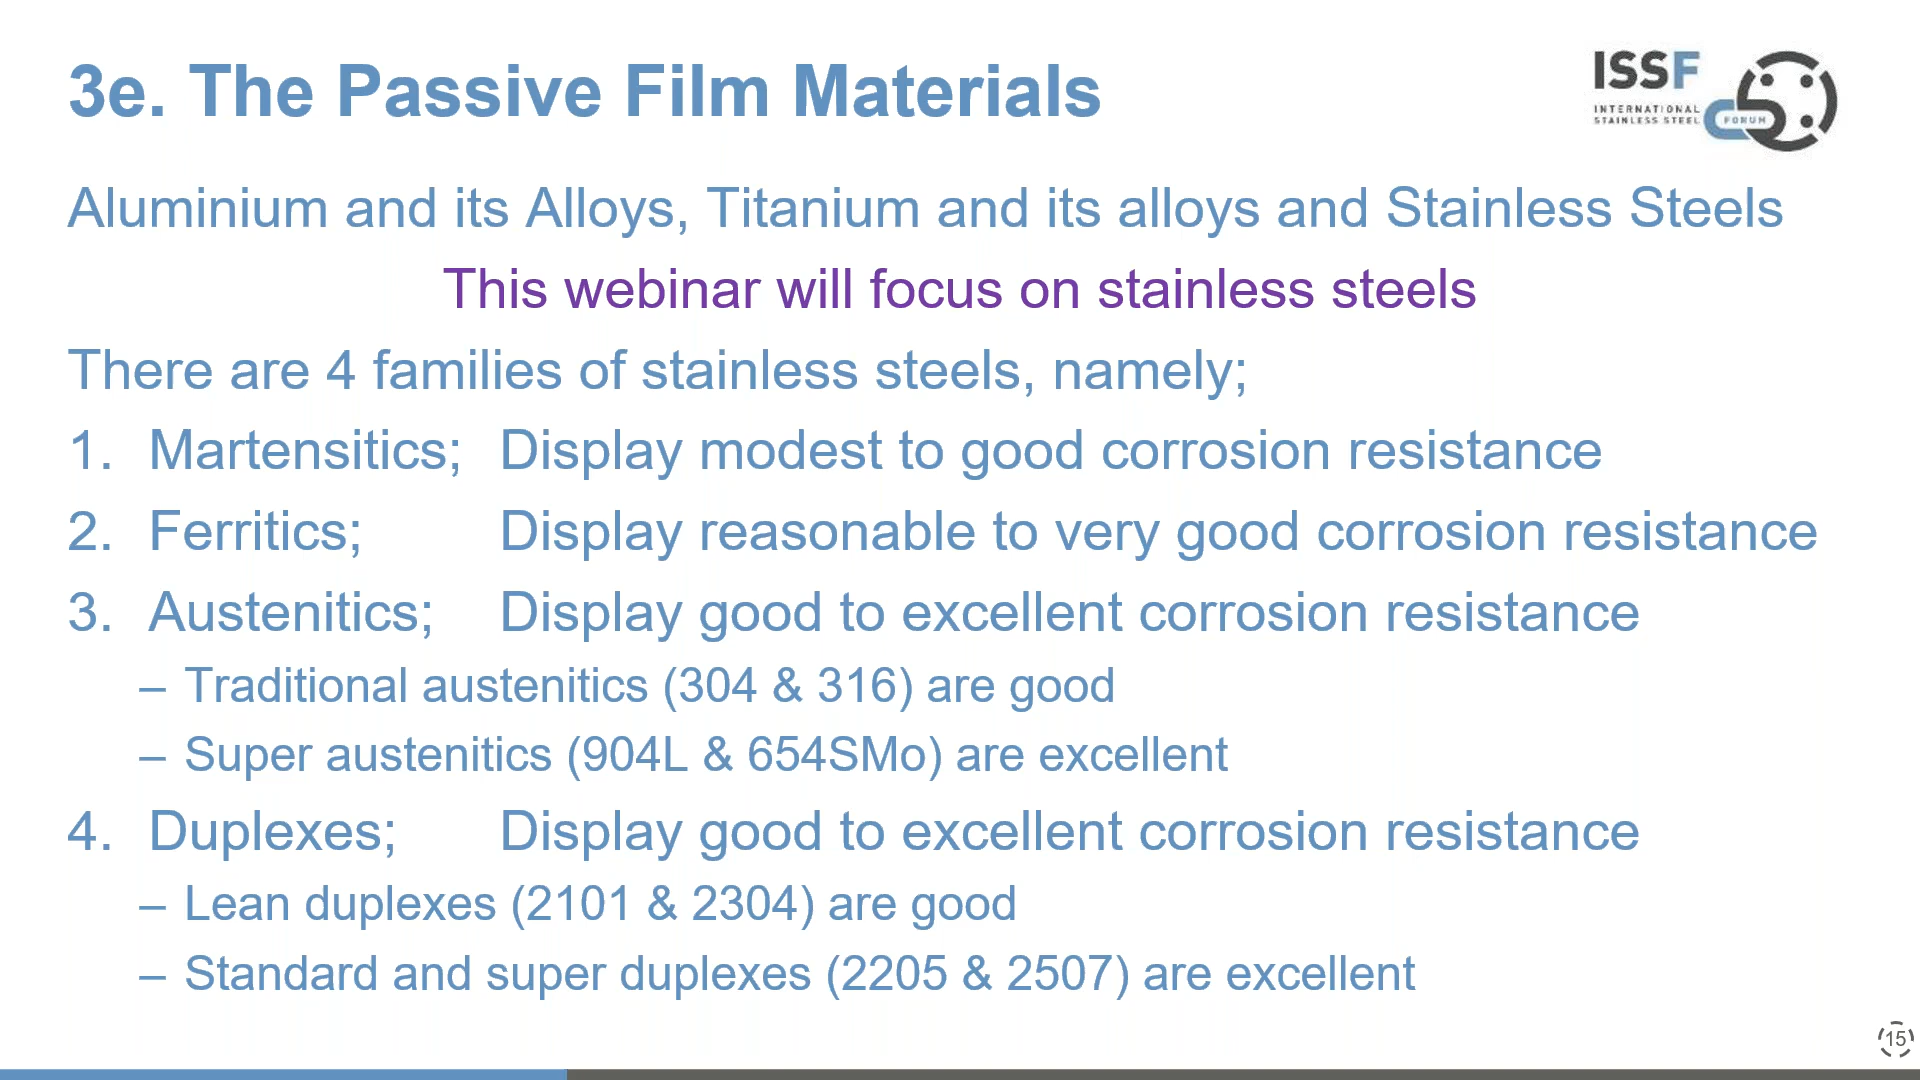 3e. The Passive Film Materials
ISSF
INTERNATIONAL
STAINLESS STEEL
FORUM
Aluminium and its Alloys, Titanium and its alloys and Stainless Steels
This webinar will focus on stainless steels
There are 4 families of stainless steels, namely;
1. Martensitics; Display modest to good corrosion resistance
2. Ferritics; Display reasonable to very good corrosion resistance
3. Austenitics; Display good to excellent corrosion resistance
– Traditional austenitics (304 & 316) are good
– Super austenitics (904L & 654SMo) are excellent
4. Duplexes; Display good to excellent corrosion resistance
– Lean duplexes (2101 & 2304) are good
– Standard and super duplexes (2205 & 2507) are excellent
15